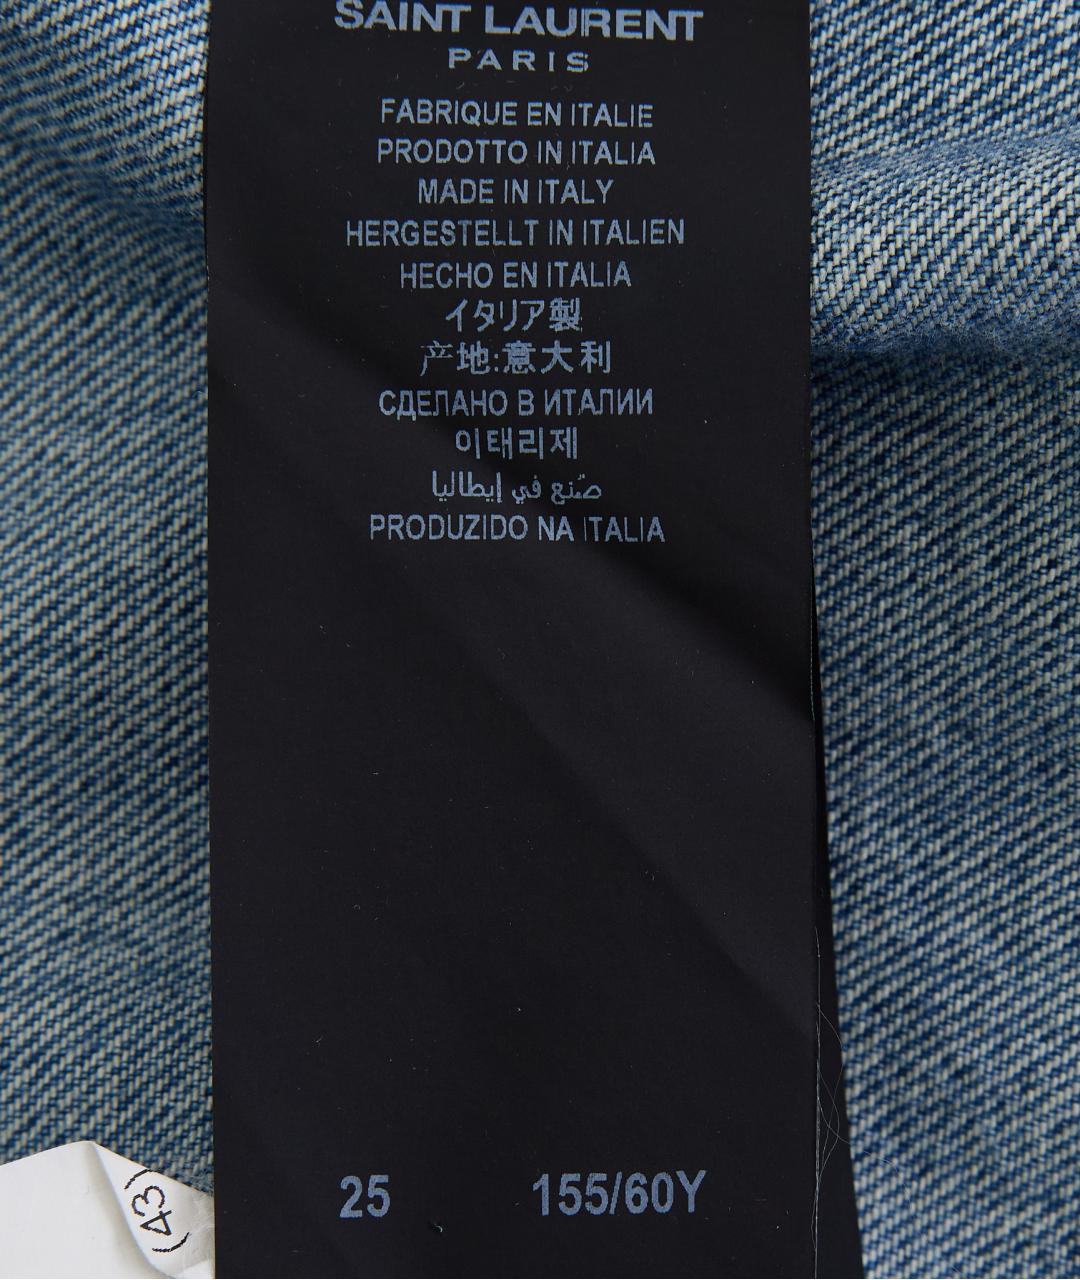 SAINT LAURENT
PARIS
FABRIQUE EN ITALIE
PRODOTTO IN ITALIA
MADE IN ITALY
HERGESTELLT IN ITALIEN
HECHO EN ITALIA
イタリア製
产地:意大利
СДЕЛАНО В ИТАЛИИ
이태리제
صُنع في إيطاليا
PRODUZIDO NA ITALIA
25 155/60Y
(43)